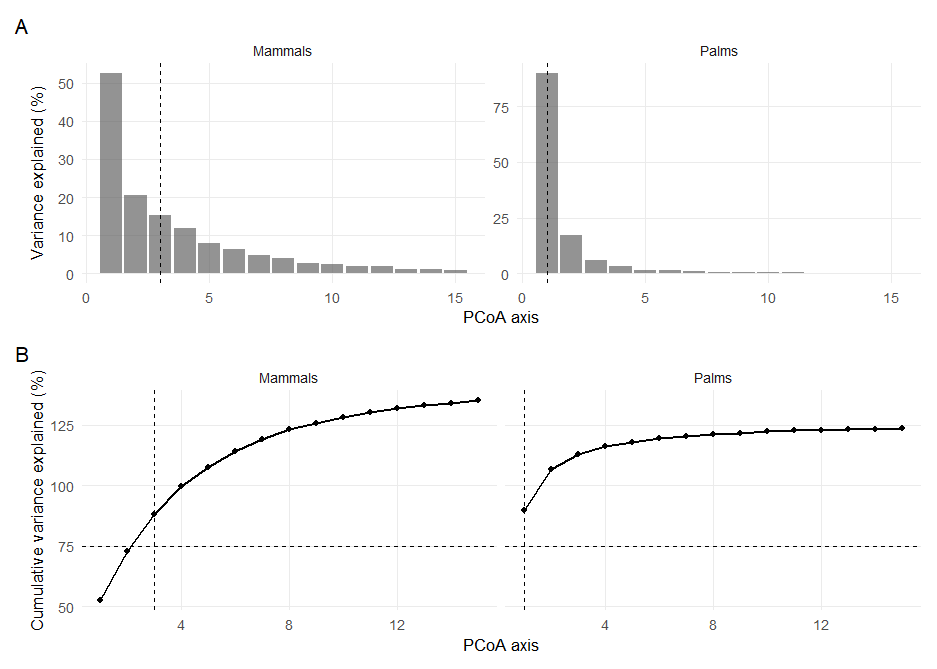 A
Mammals
Palms
Variance explained (%)
50
40
30
20
10
0
75
50
25
0
0
5
10
15
0
5
10
15
PCoA axis
B
Mammals
Palms
Cumulative variance explained (%)
125
100
75
50
4
8
12
4
8
12
PCoA axis